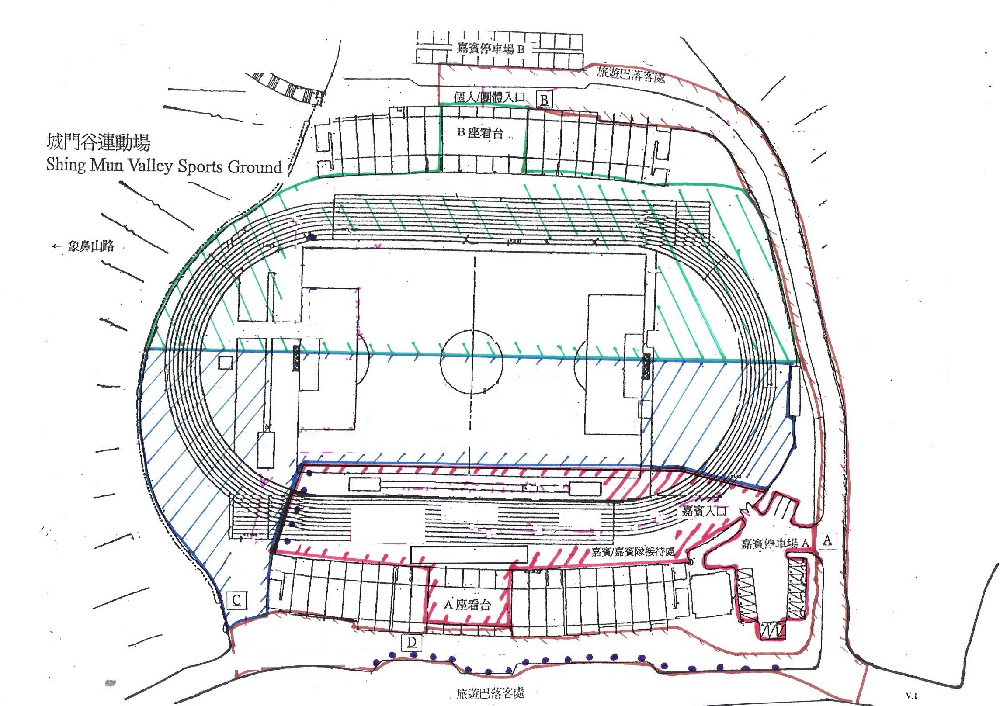 嘉賓停車場 B
旅遊巴落客處
個人/團體入口
B
B 座看台
城門谷運動場
Shing Mun Valley Sports Ground
← 象鼻山路
嘉賓入口
嘉賓停車場 A
A
嘉賓/嘉賓隊接待處
A 座看台
C
D
旅遊巴落客處
V.1